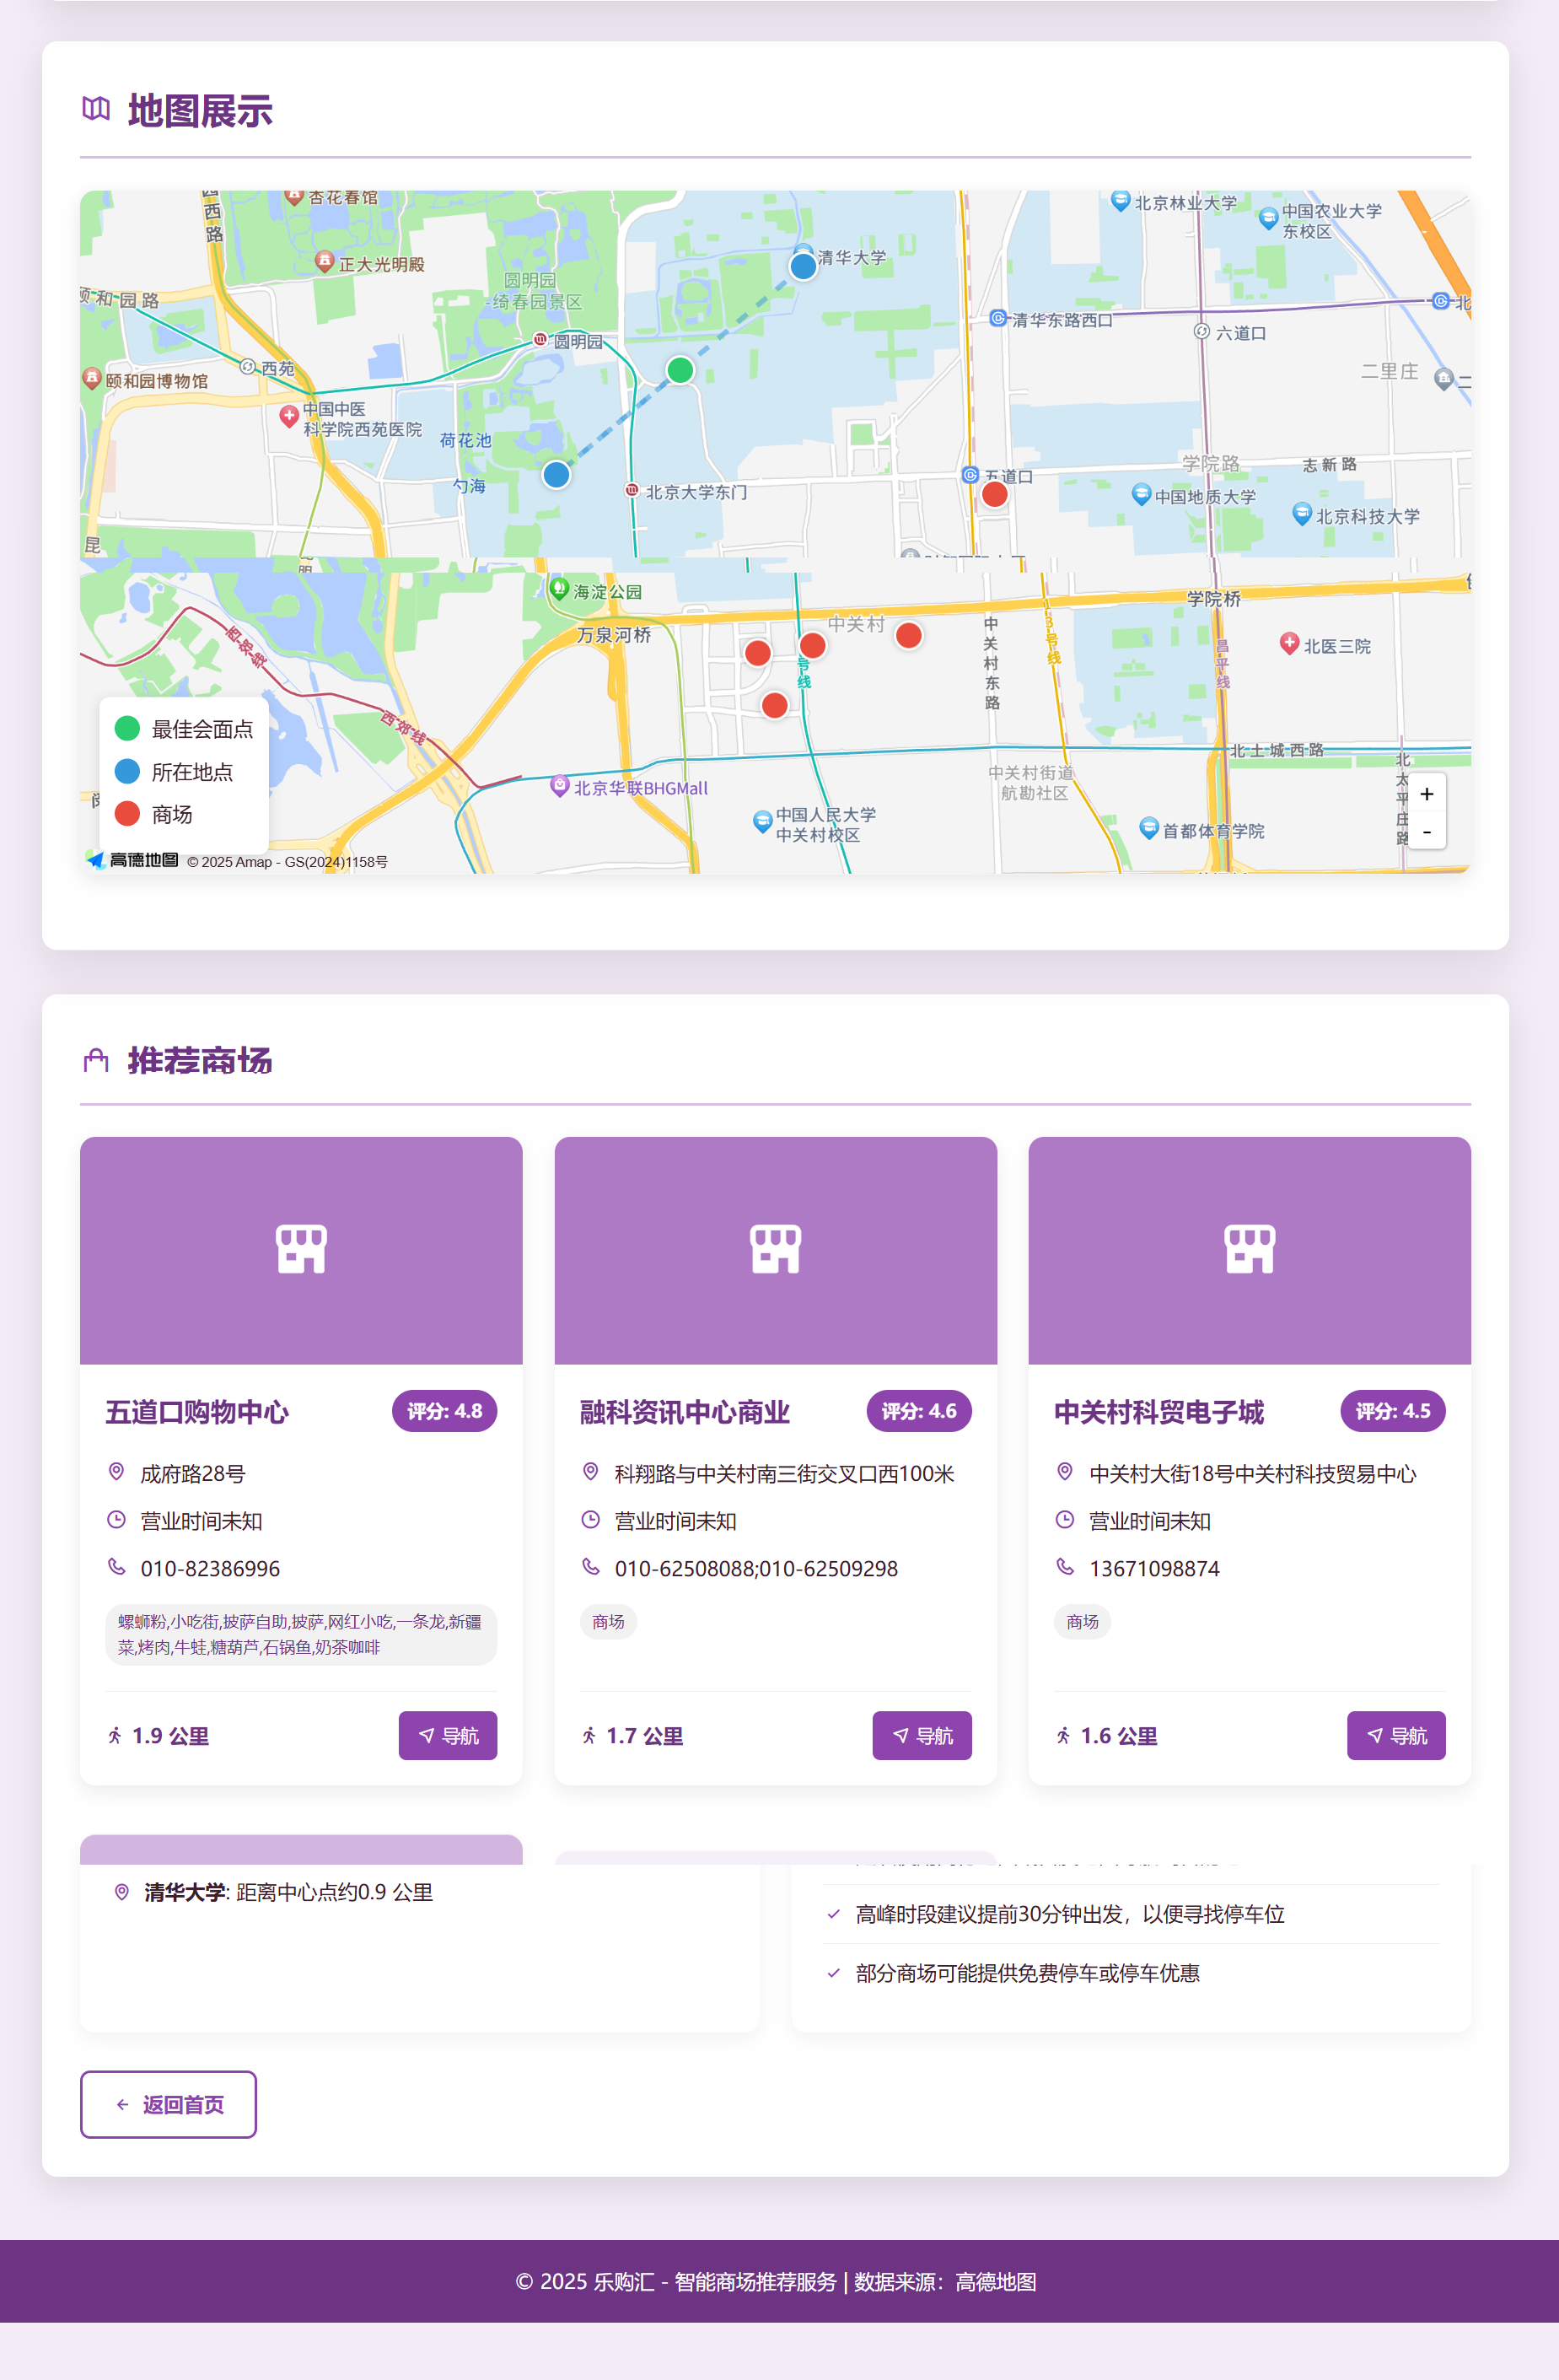 地图展示
杏花春馆
西
路
北京林业大学
中国农业大学
东校区
正大光明殿
清华大学
圆明园
-绮春园景区
颐和园路
清华东路西口
北
圆明园
六道口
西苑
颐和园博物馆
二里庄
二
中国中医
科学院西苑医院
荷花池
勺海
北京大学东门
五道口
学院路
志新路
中国地质大学
北京科技大学
昆
明
海淀公园
学院桥
万泉河桥
中关村
中关村东路
13号线
西郊线
号线
昌平线
北医三院
西郊线
最佳会面点
所在地点
商场
北土城西路
北太平庄路
北京华联BHGMall
中关村街道
航勘社区
中国人民大学
中关村校区
首都体育学院
+
-
高德地图 © 2025 Amap - GS(2024)1158号
推荐商场
五道口购物中心
评分: 4.8
成府路28号
营业时间未知
010-82386996
螺蛳粉,小吃街,披萨自助,披萨,网红小吃,一条龙,新疆
菜,烤肉,牛蛙,糖葫芦,石锅鱼,奶茶咖啡
1.9 公里
导航
融科资讯中心商业
评分: 4.6
科翔路与中关村南三街交叉口西100米
营业时间未知
010-62508088;010-62509298
商场
1.7 公里
导航
中关村科贸电子城
评分: 4.5
中关村大街18号中关村科技贸易中心
营业时间未知
13671098874
商场
1.6 公里
导航
清华大学: 距离中心点约0.9 公里
高峰时段建议提前30分钟出发，以便寻找停车位
部分商场可能提供免费停车或停车优惠
返回首页
© 2025 乐购汇 - 智能商场推荐服务 | 数据来源：高德地图